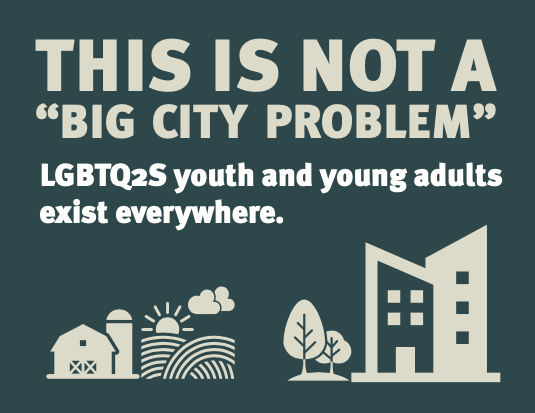 THIS IS NOT A
“BIG CITY PROBLEM”
LGBTQ2S youth and young adults
exist everywhere.